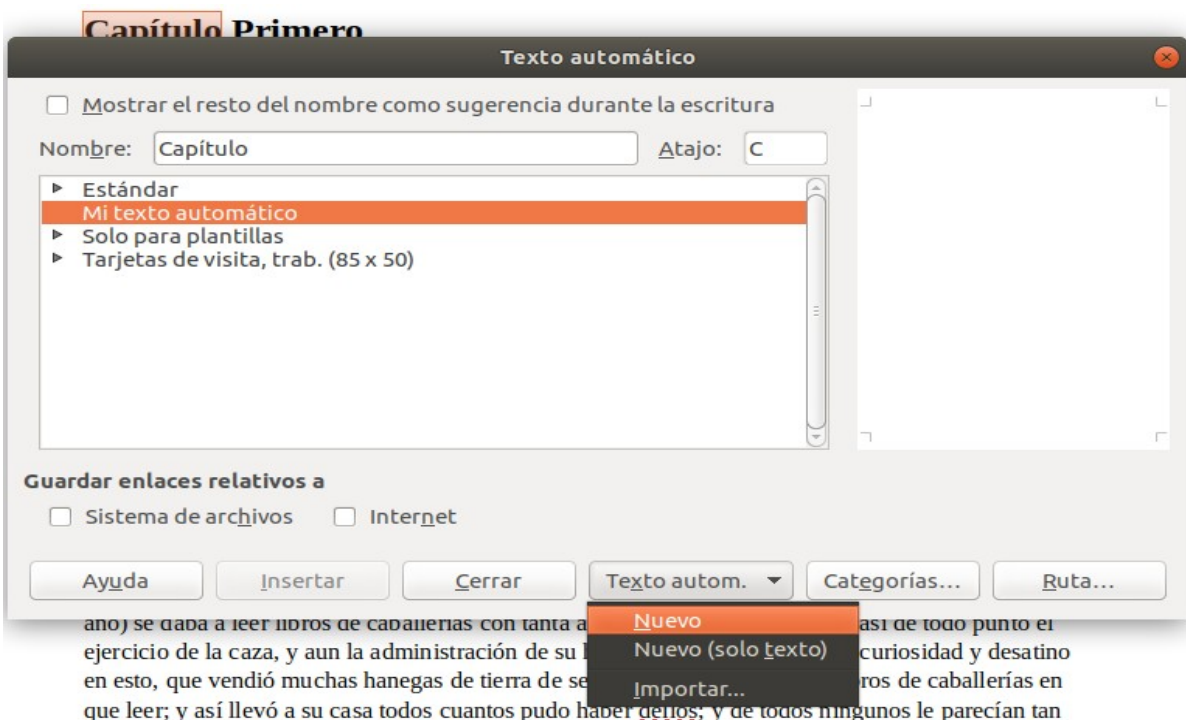 Capítulo Primero
Texto automático
Mostrar el resto del nombre como sugerencia durante la escritura
Nombre: Capítulo Atajo: C
Estándar
Mi texto automático
Solo para plantillas
Tarjetas de visita, trab. (85 x 50)
Guardar enlaces relativos a
Sistema de archivos Internet
Ayuda Insertar Cerrar Texto autom. Categorías... Ruta...
Nuevo
Nuevo (solo texto)
Importar...
año) se daba a leer libros de caballerías con tanta a así de todo punto el
ejercicio de la caza, y aun la administración de su curiosidad y desatino
en esto, que vendió muchas hanegas de tierra de se bros de caballerías en
que leer; y así llevó a su casa todos cuantos pudo haber dellos; y de todos ningunos le parecían tan